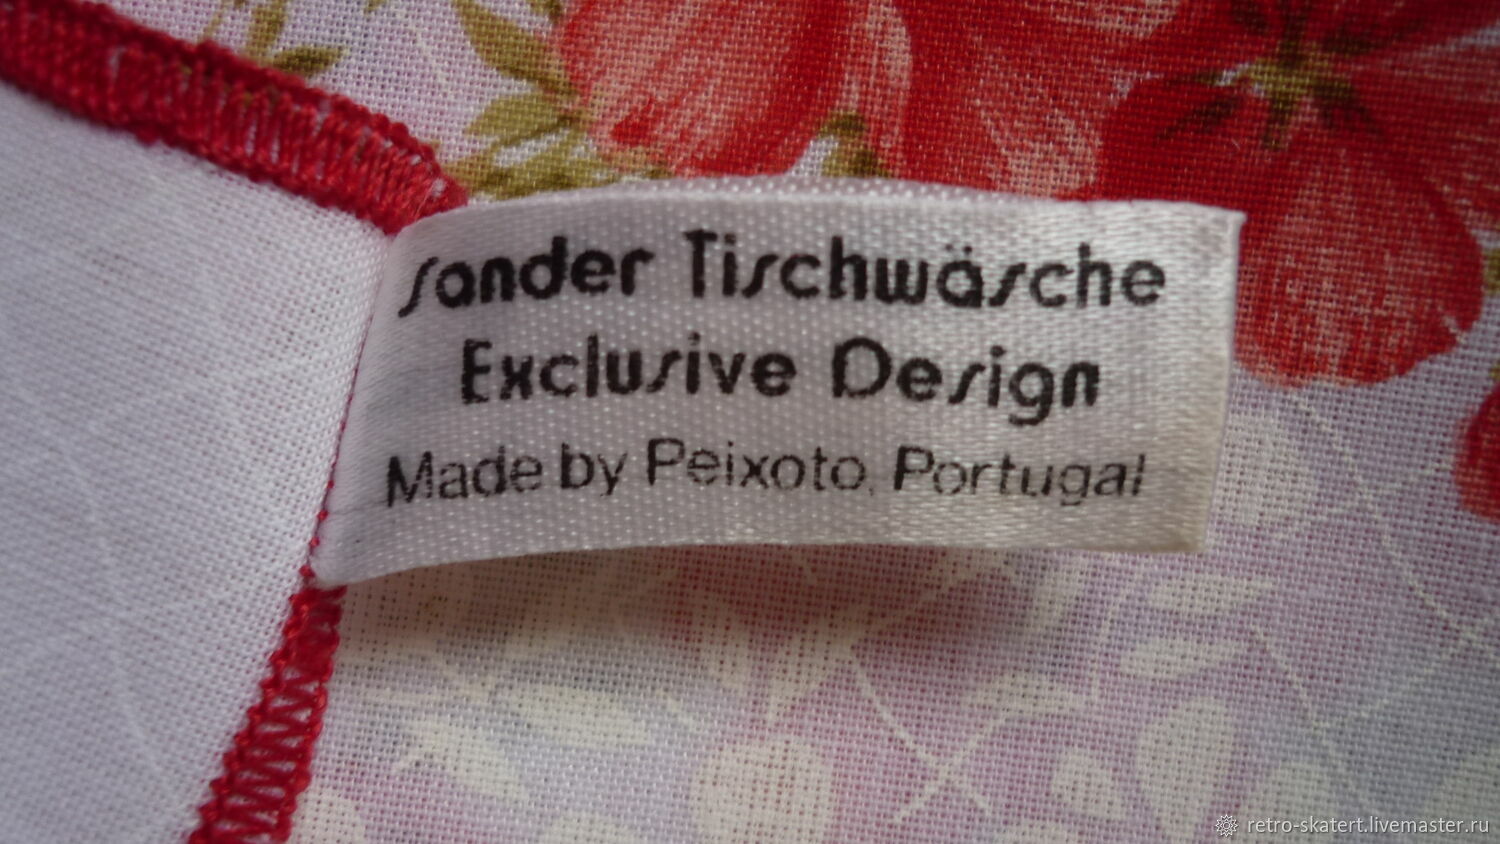 Sander Tischwäsche
Exclusive Design
Made by Peixoto, Portugal
retro-skatert.livemaster.ru